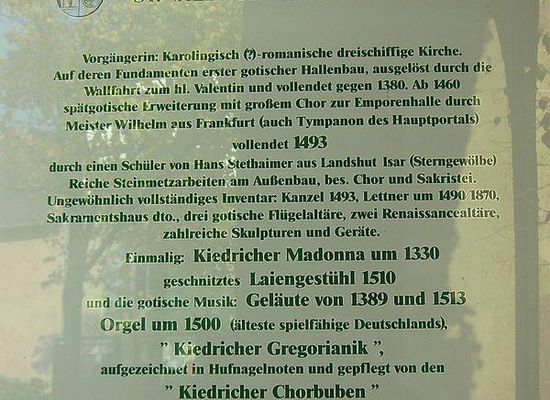 Vorgängerin: Karolingisch (?)-romanische dreischiffige Kirche.
Auf deren Fundamenten erster gotischer Hallenbau, ausgelöst durch die
Wallfahrt zum hl. Valentin und vollendet gegen 1380. Ab 1460
spätgotische Erweiterung mit großem Chor zur Emporenhalle durch
Meister Wilhelm aus Frankfurt (auch Tympanon des Hauptportals)
vollendet 1493
durch einen Schüler von Hans Stethaimer aus Landshut Isar (Sterngewölbe)
Reiche Steinmetzarbeiten am Außenbau, bes. Chor und Sakristei.
Ungewöhnlich vollständiges Inventar: Kanzel 1493, Lettner um 1490/1870,
Sakramentshaus dto., drei gotische Flügelaltäre, zwei Renaissancealtäre,
zahlreiche Skulpturen und Geräte.
Einmalig: Kiedricher Madonna um 1330
geschnitztes Laiengestühl 1510
und die gotische Musik: Geläute von 1389 und 1513
Orgel um 1500 (älteste spielfähige Deutschlands),
" Kiedricher Gregorianik ",
aufgezeichnet in Hufnagelnoten und gepflegt von den
" Kiedricher Chorbuben "